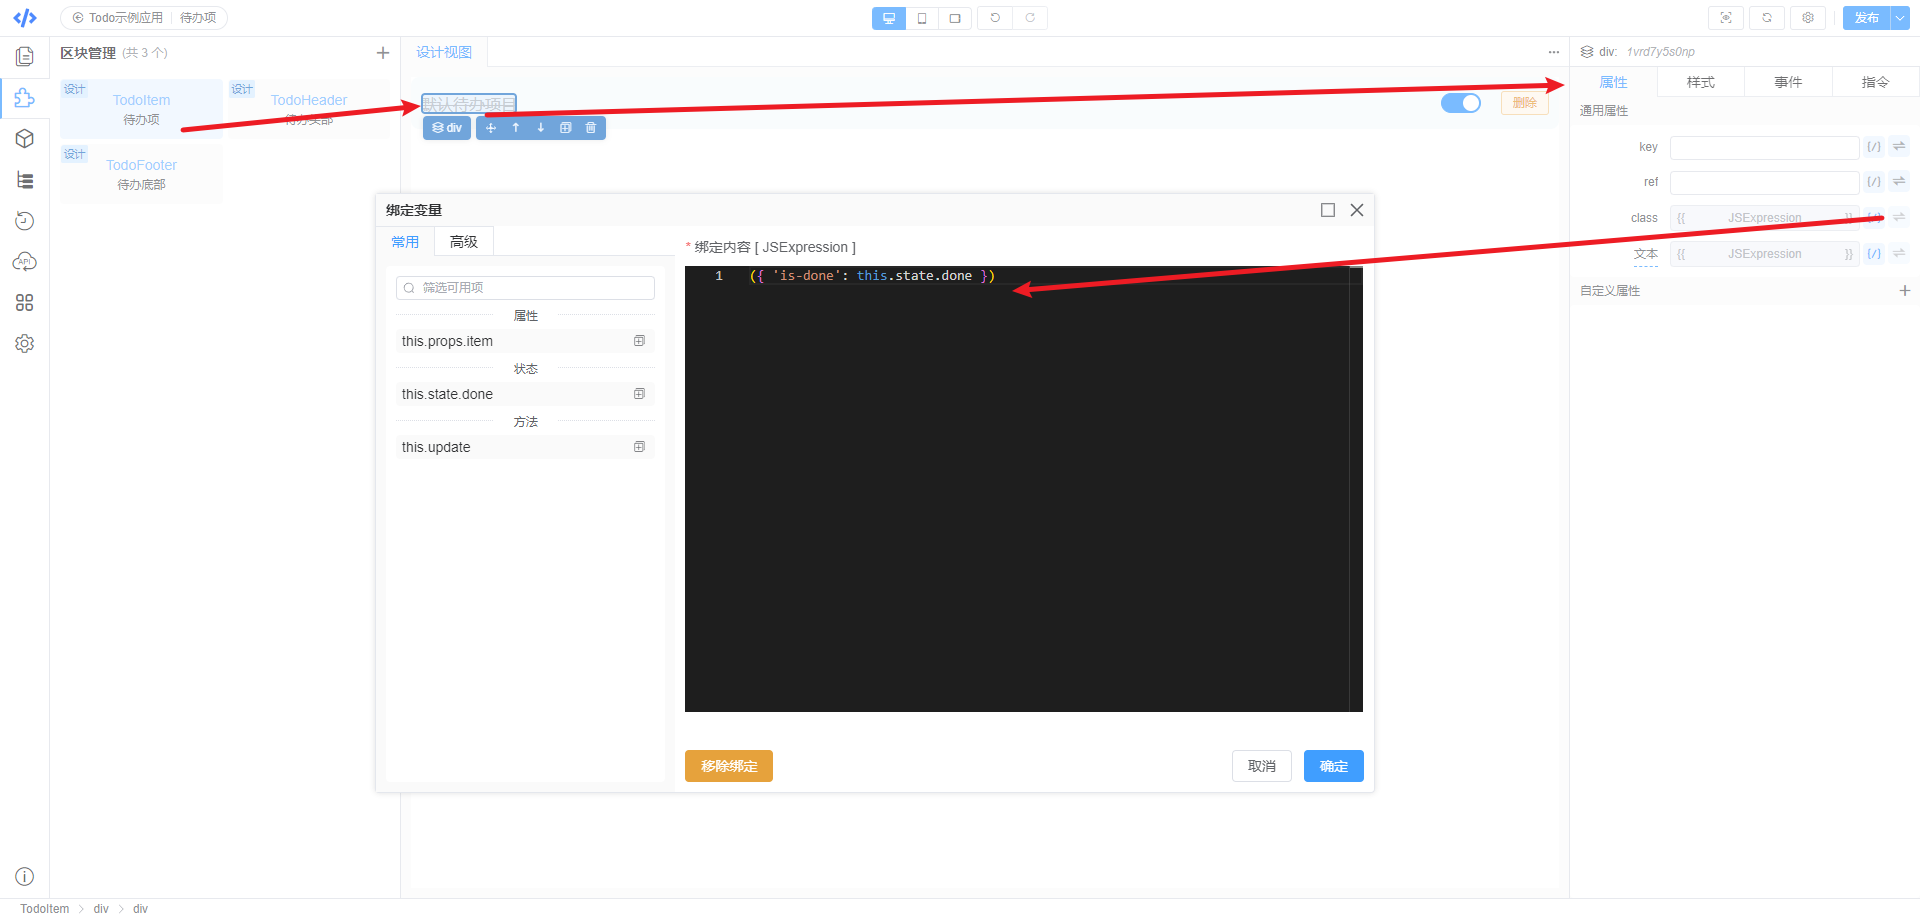 Todo示例应用 待办项
发布
区块管理 (共 3 个)
设计视图
div: 1vrd7y5s0np
设计
TodoItem
待办项
设计
TodoHeader
待办头部
设计
TodoFooter
待办底部
默认待办项目
div
删除
属性 样式 事件 指令
通用属性
key
ref
class {{ JSExpression }}
文本 {{ JSExpression }}
自定义属性
绑定变量
常用 高级
筛选可用项
属性
this.props.item
状态
this.state.done
方法
this.update
* 绑定内容 [ JSExpression ]
1 ({ 'is-done': this.state.done })
移除绑定
取消
确定
TodoItem div div